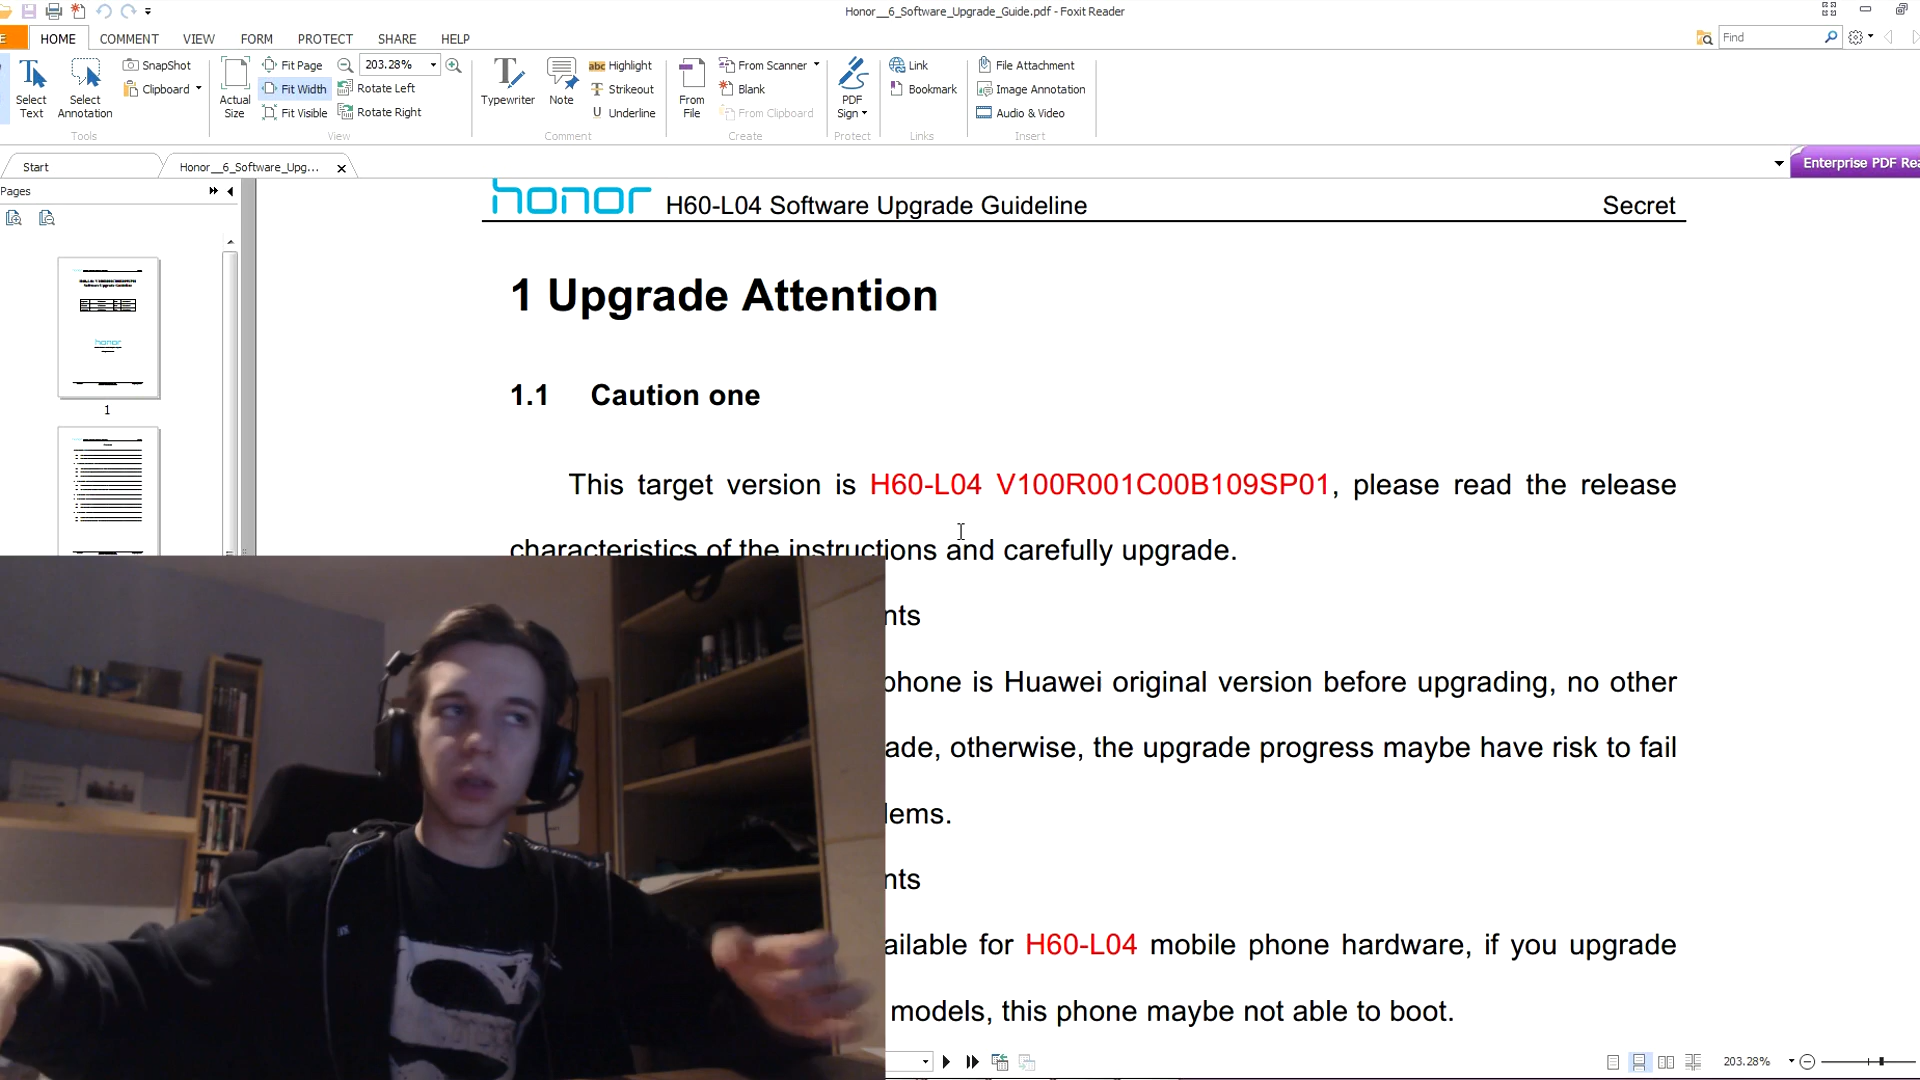 Honor__6_Software_Upgrade_Guide.pdf - Foxit Reader
HOME COMMENT VIEW FORM PROTECT SHARE HELP
Find
Select Text
Select Annotation
SnapShot
Clipboard
Tools
Actual Size
Fit Page
Fit Width
Fit Visible
203.28%
Rotate Left
Rotate Right
View
Typewriter
Note
abc Highlight
Strikeout
Underline
Comment
From File
From Scanner
Blank
From Clipboard
Create
PDF Sign
Protect
Link
Bookmark
Links
File Attachment
Image Annotation
Audio & Video
Insert
Start
Honor__6_Software_Upg...
Enterprise PDF Rea
Pages
1
honor H60-L04 Software Upgrade Guideline Secret
1 Upgrade Attention
1.1 Caution one
This target version is H60-L04 V100R001C00B109SP01, please read the release
characteristics of the instructions and carefully upgrade.
nts
phone is Huawei original version before upgrading, no other
ade, otherwise, the upgrade progress maybe have risk to fail
lems.
nts
ailable for H60-L04 mobile phone hardware, if you upgrade
models, this phone maybe not able to boot.
203.28%